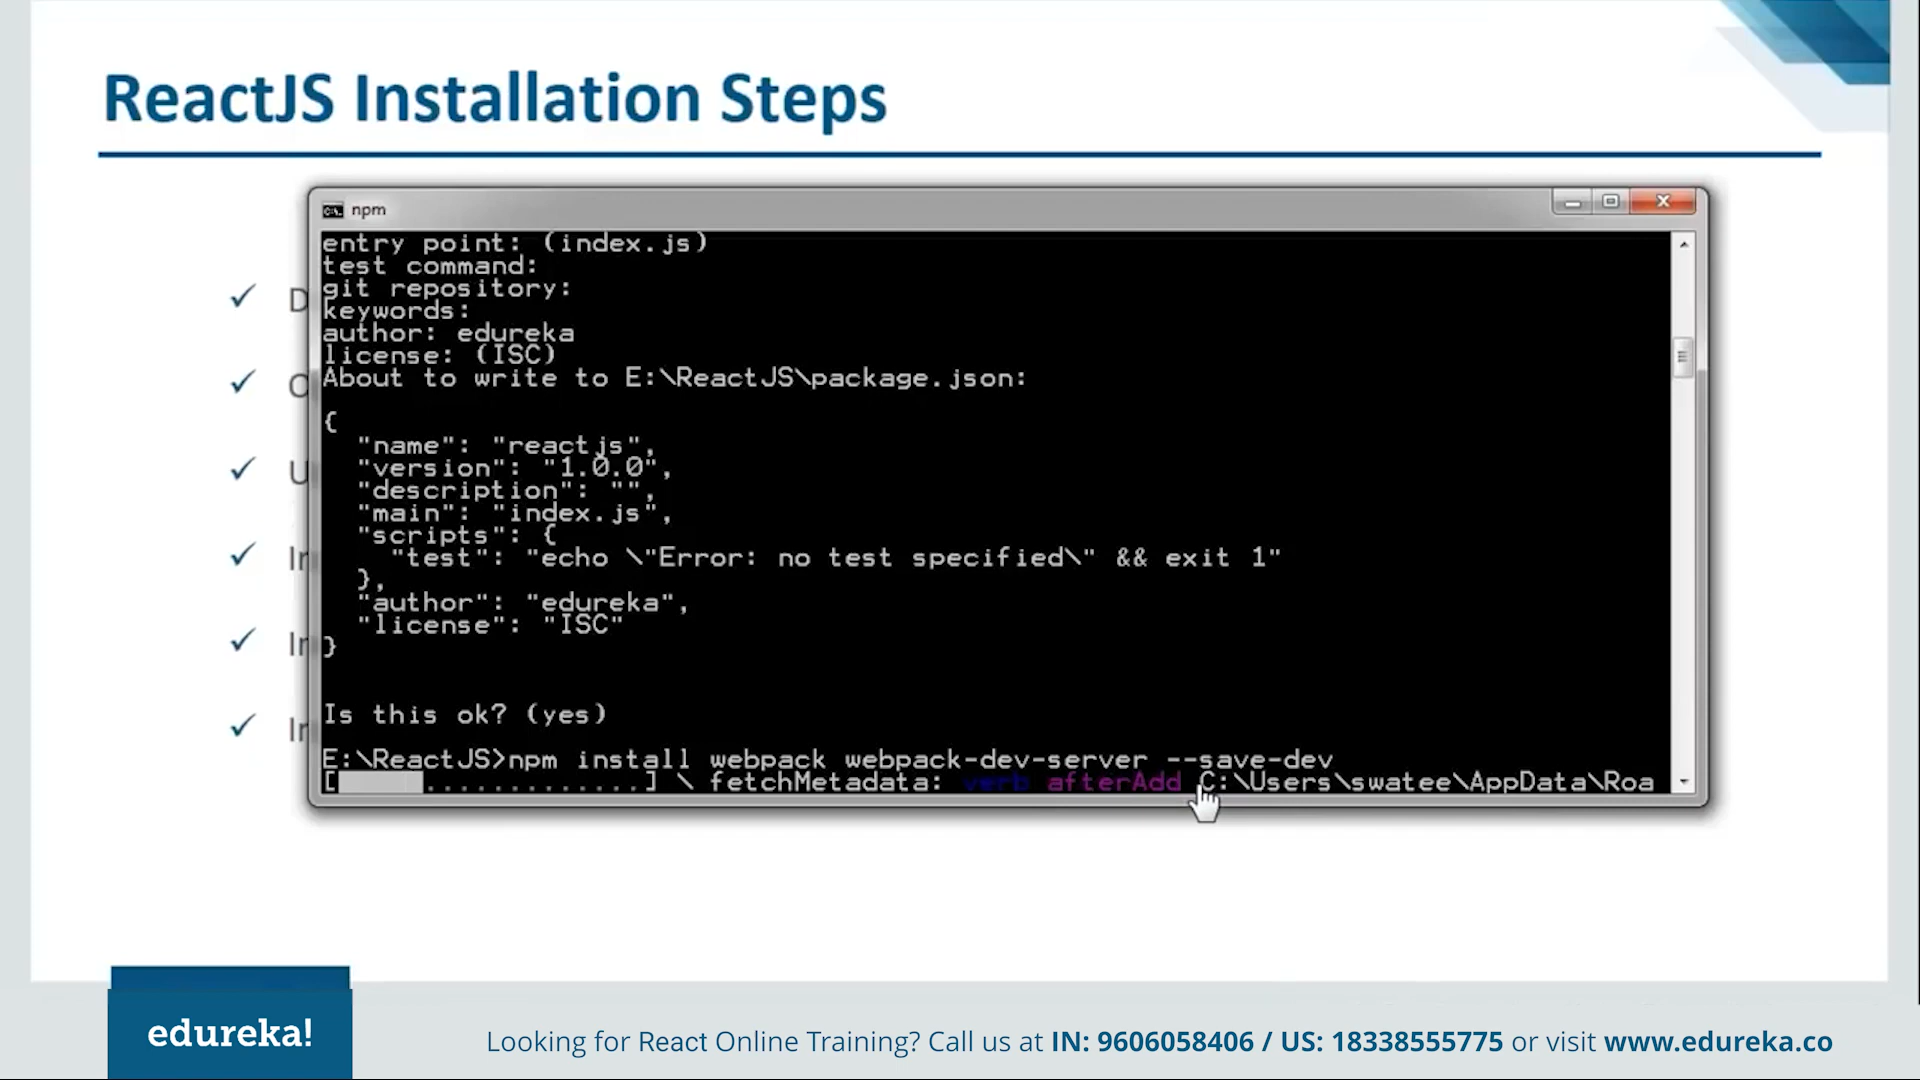 ReactJS Installation Steps
npm
entry point: (index.js)
test command:
git repository:
keywords:
author: edureka
license: (ISC)
About to write to E:\ReactJS\package.json:
{
"name": "reactjs",
"version": "1.0.0",
"description": "",
"main": "index.js",
"scripts": {
"test": "echo \"Error: no test specified\" && exit 1"
},
"author": "edureka",
"license": "ISC"
}
Is this ok? (yes)
E:\ReactJS>npm install webpack webpack-dev-server --save-dev
[ .............] \ fetchMetadata: verb afterAdd C:\Users\swatee\AppData\Roa
edureka!
Looking for React Online Training? Call us at IN: 9606058406 / US: 18338555775 or visit www.edureka.co